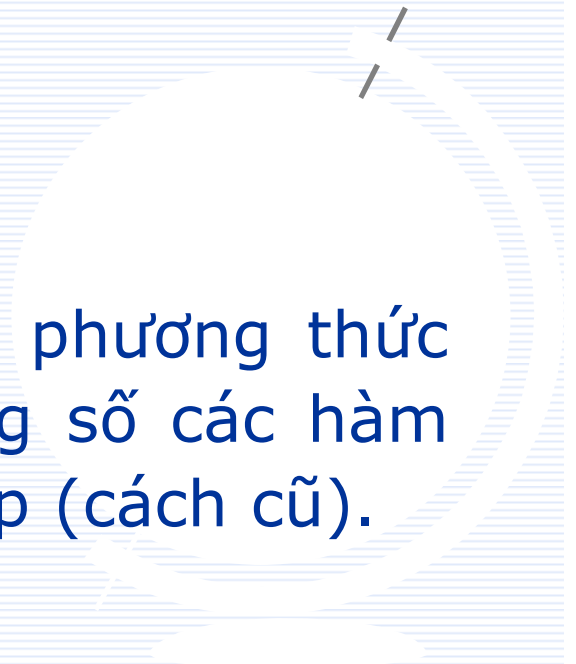 phương thức
g số các hàm
p (cách cũ).